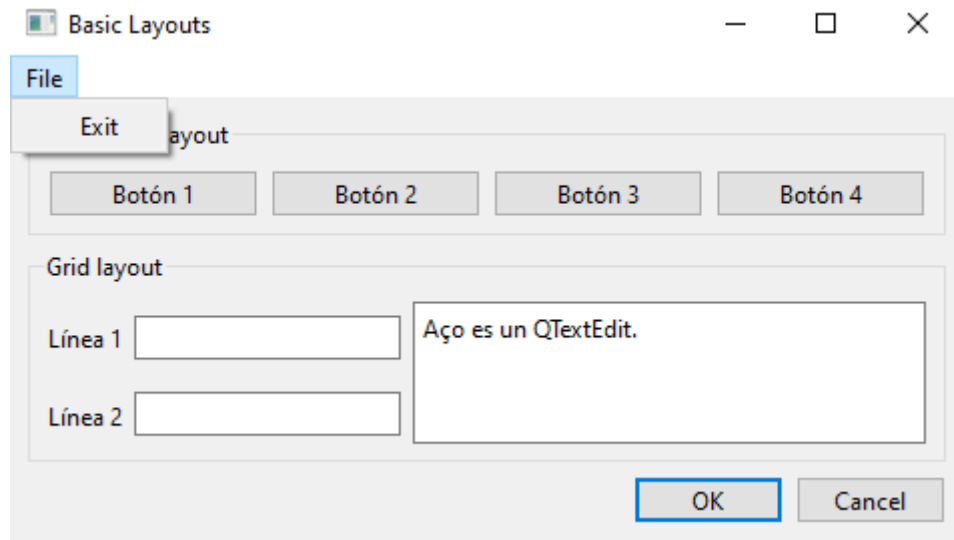 Basic Layouts
File
Exit
ayout
Botón 1 Botón 2 Botón 3 Botón 4
Grid layout
Línea 1
Aço es un QTextEdit.
Línea 2
OK Cancel